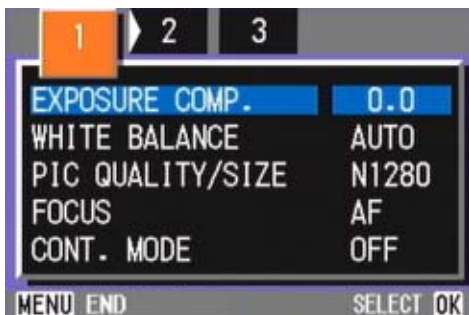 1 2 3
EXPOSURE COMP. 0.0
WHITE BALANCE AUTO
PIC QUALITY/SIZE N1280
FOCUS AF
CONT. MODE OFF
MENU END SELECT OK